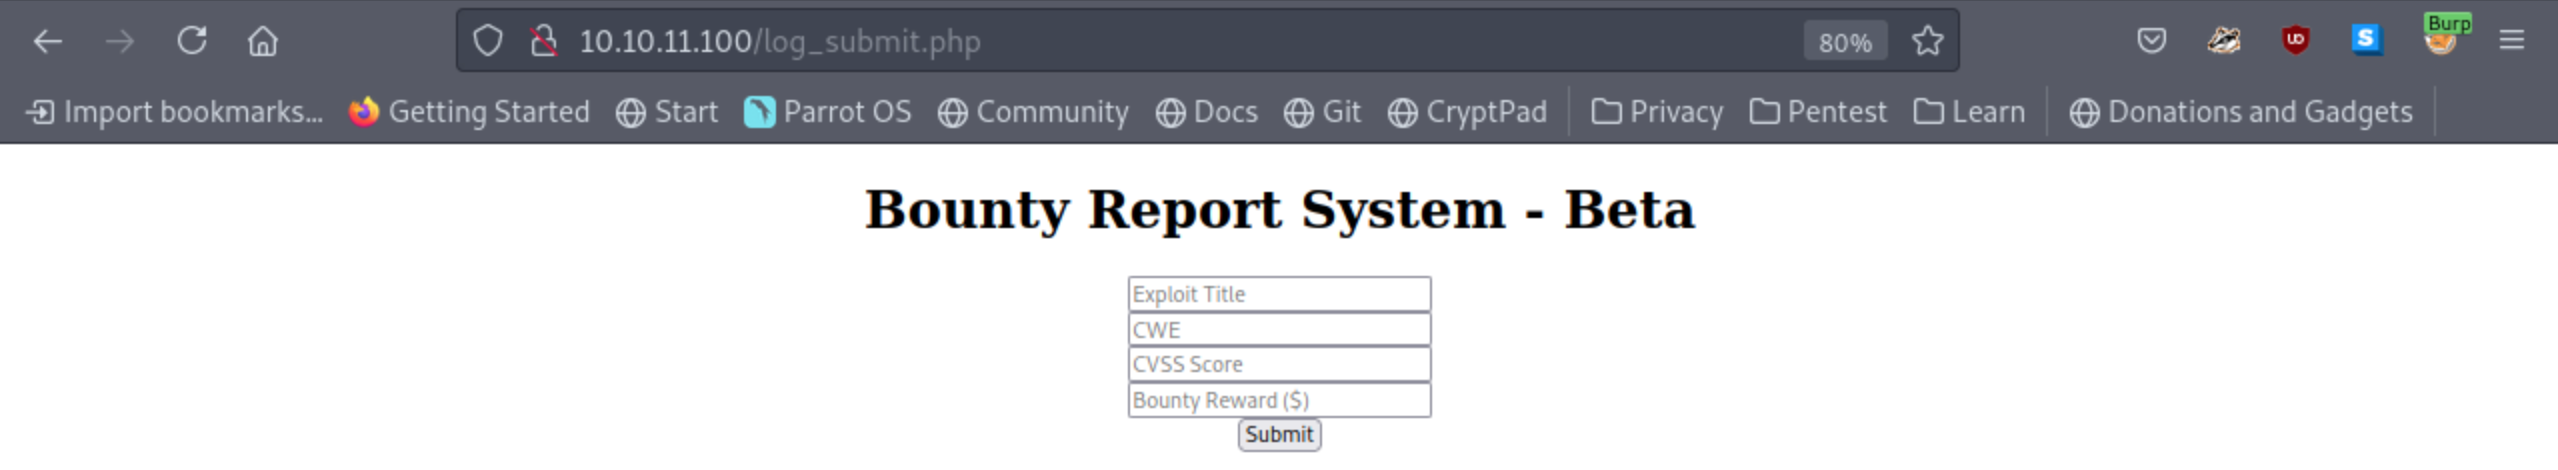 Burp
10.10.11.100/log_submit.php 80% UD S
Import bookmarks... Getting Started Start Parrot OS Community Docs Git CryptPad Privacy Pentest Learn Donations and Gadgets
Bounty Report System - Beta
Exploit Title
CWE
CVSS Score
Bounty Reward ($)
Submit